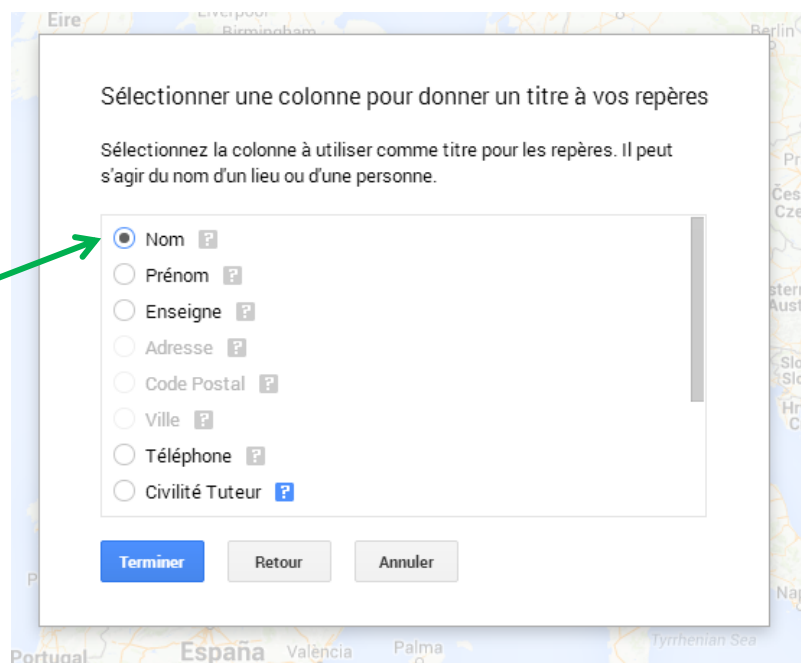 Eire
Liverpool
Birmingham
Berlin
Sélectionner une colonne pour donner un titre à vos repères
Sélectionnez la colonne à utiliser comme titre pour les repères. Il peut
s'agir du nom d'un lieu ou d'une personne.
Nom ?
Prénom ?
Enseigne ?
Adresse ?
Code Postal ?
Ville ?
Téléphone ?
Civilité Tuteur ?
Terminer Retour Annuler
Portugal
España
València
Palma
Tyrrhenian Sea